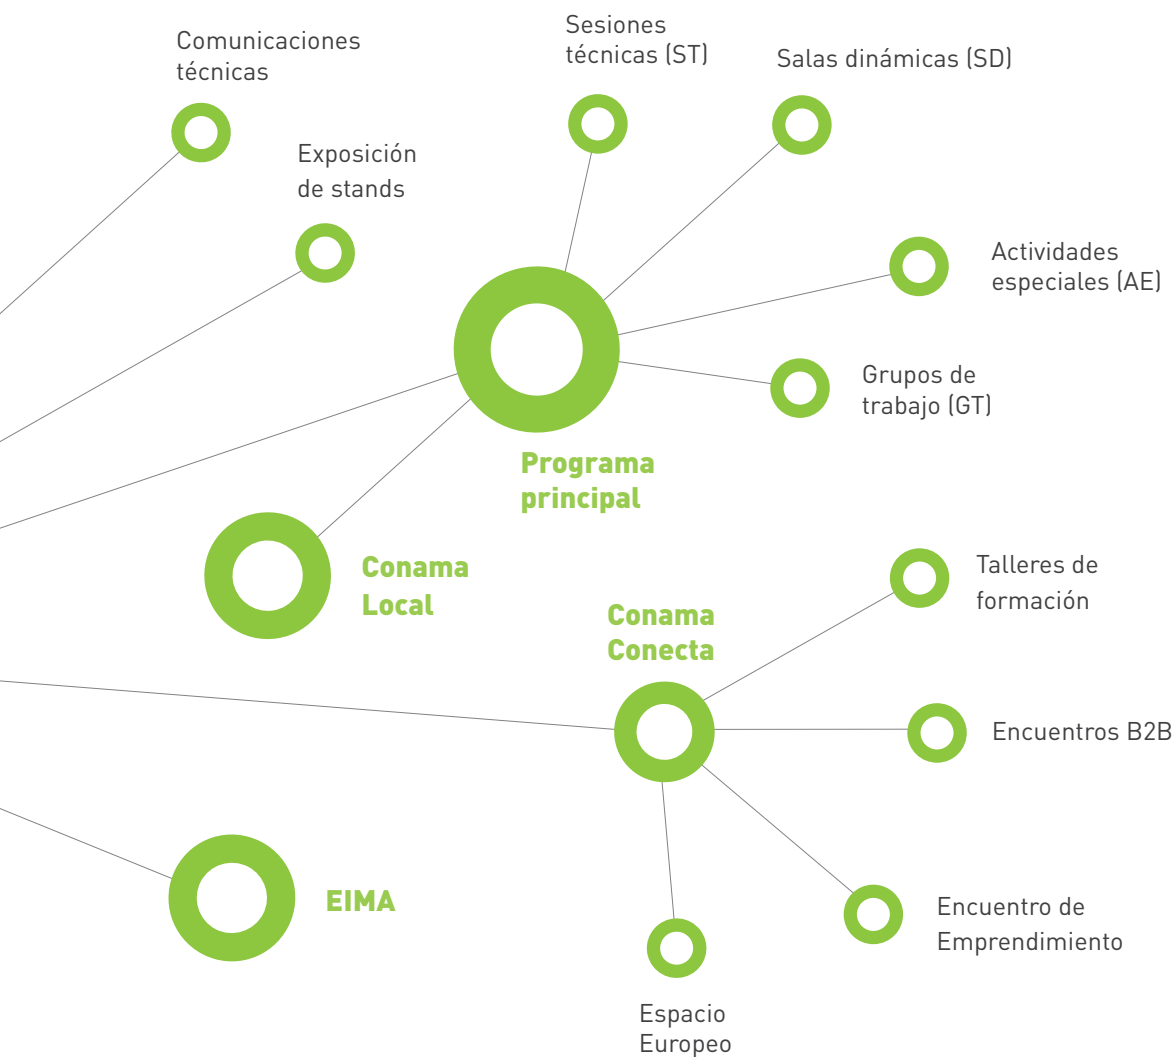 Comunicaciones
técnicas
Sesiones
técnicas (ST)
Salas dinámicas (SD)
Exposición
de stands
Actividades
especiales (AE)
Grupos de
trabajo (GT)
Programa
principal
Conama
Local
Talleres de
formación
Conama
Conecta
Encuentros B2B
EIMA
Encuentro de
Emprendimiento
Espacio
Europeo